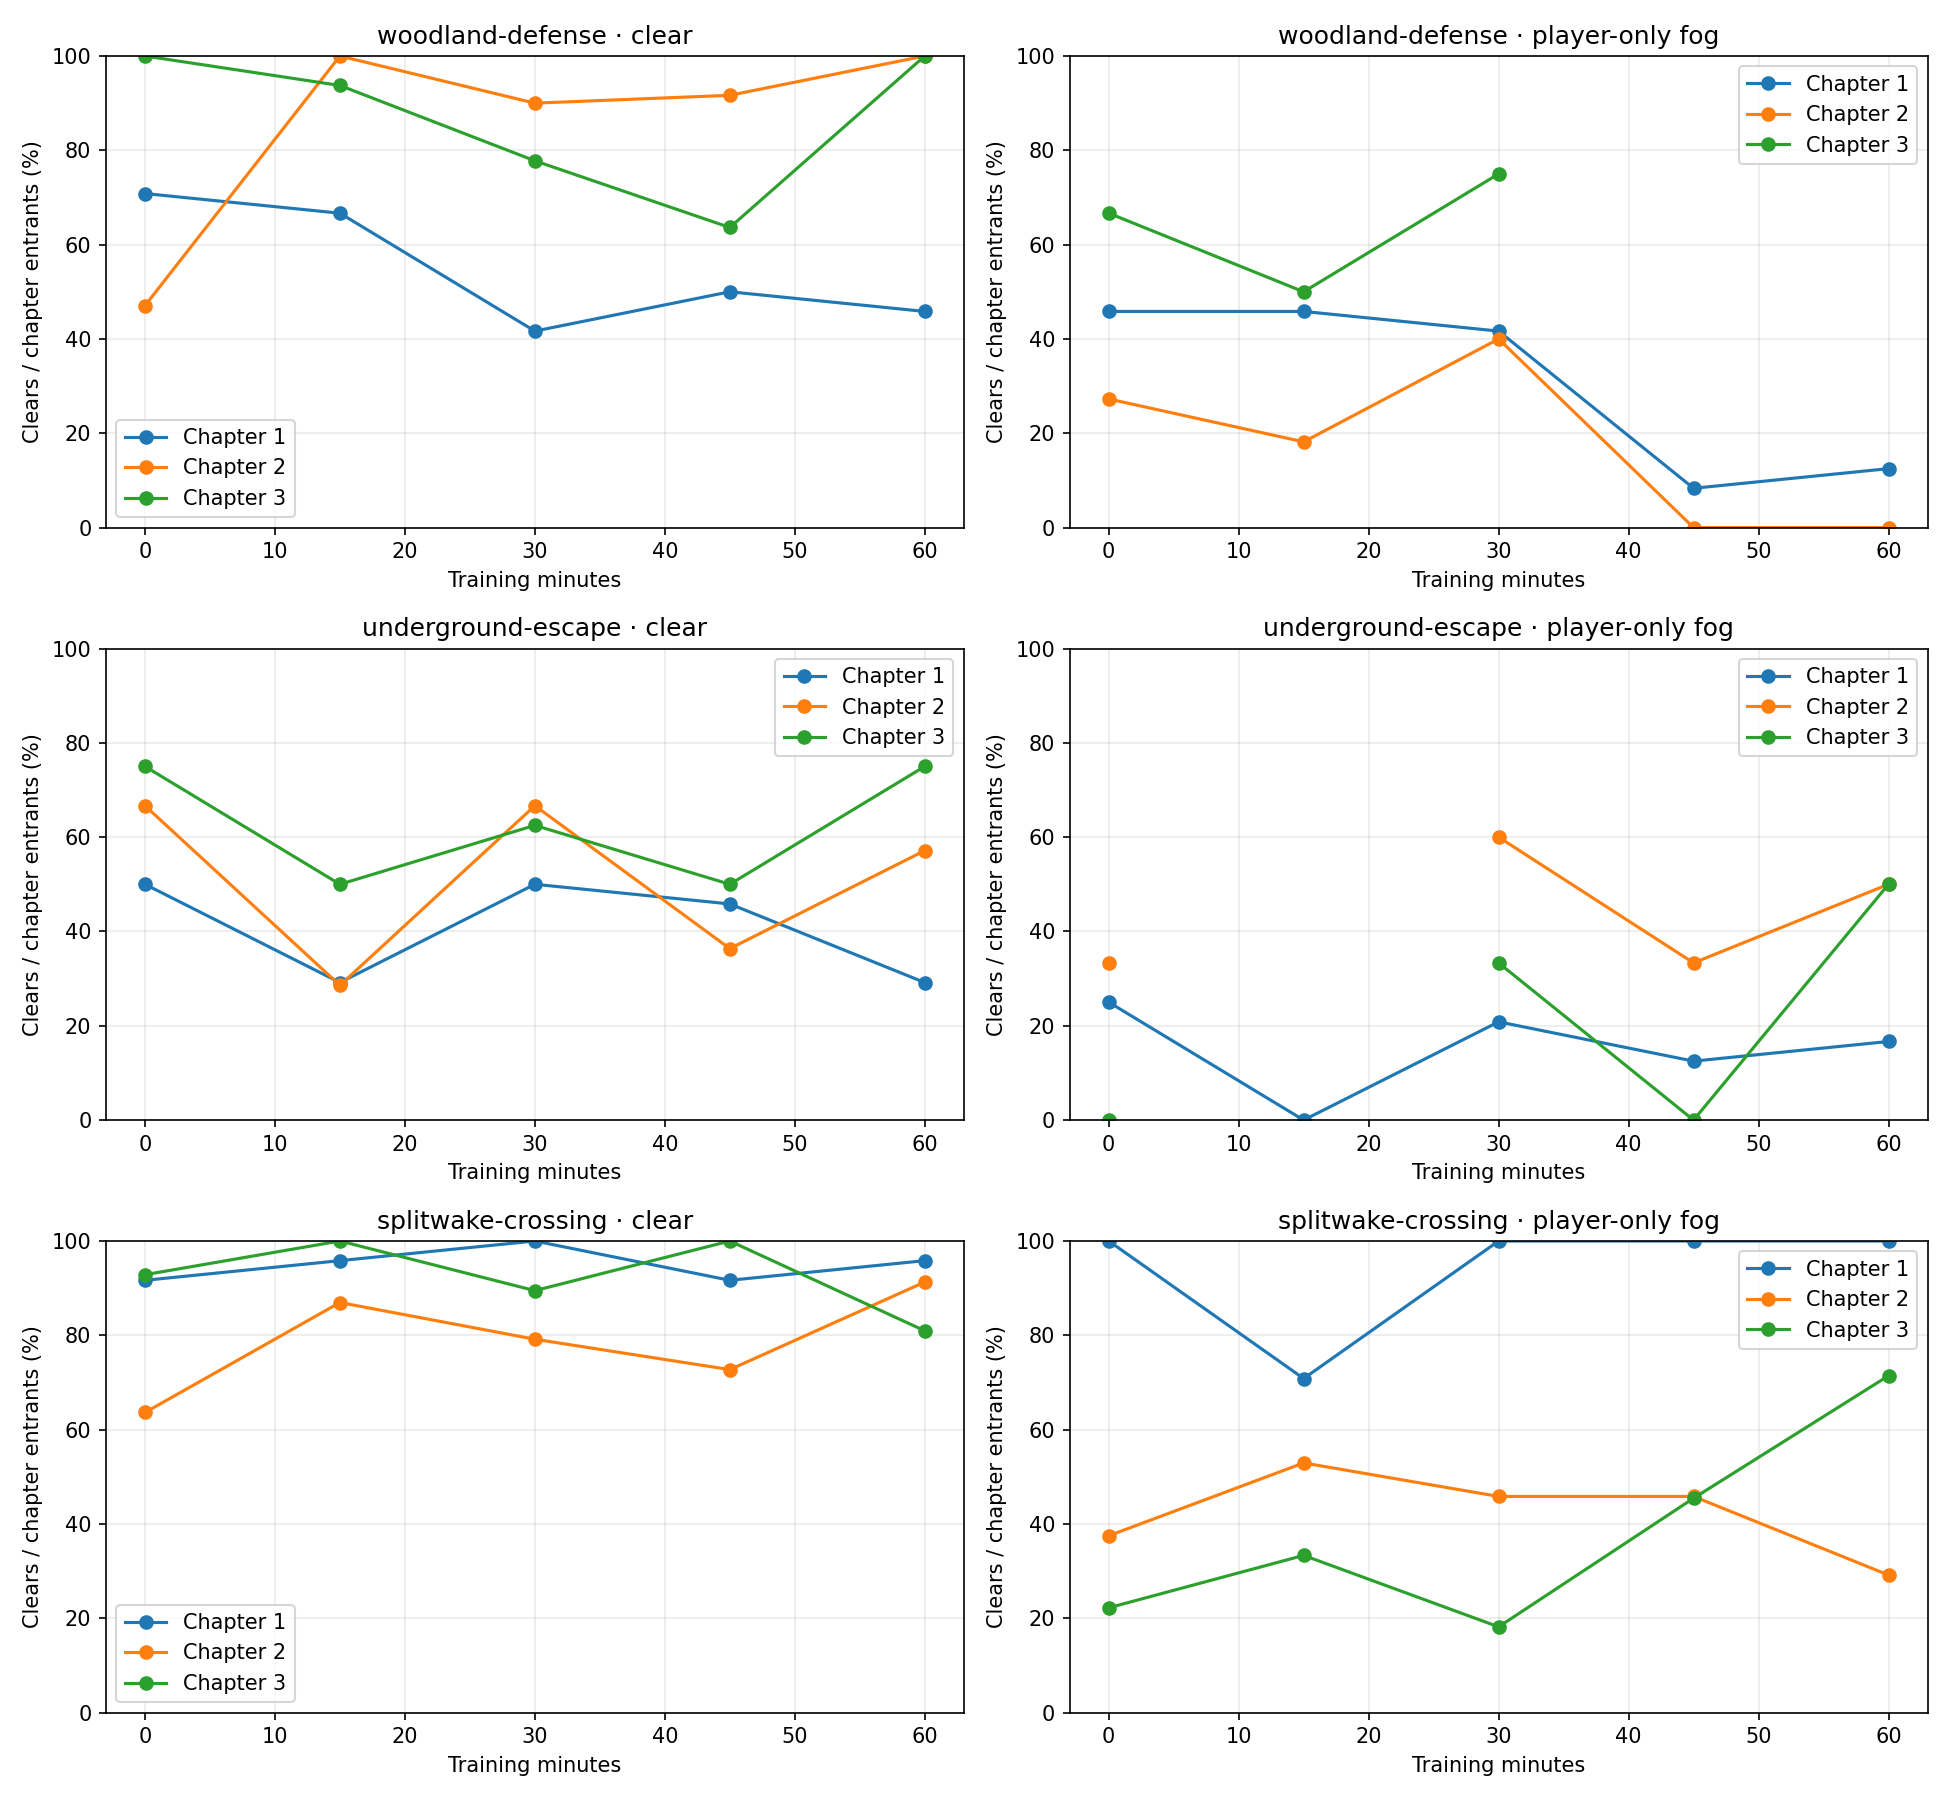 woodland-defense · clear
Clears / chapter entrants (%)
100
80
60
40
20
0
Chapter 1
Chapter 2
Chapter 3
0 10 20 30 40 50 60
Training minutes
woodland-defense · player-only fog
Clears / chapter entrants (%)
100
80
60
40
20
0
Chapter 1
Chapter 2
Chapter 3
0 10 20 30 40 50 60
Training minutes
underground-escape · clear
Clears / chapter entrants (%)
100
80
60
40
20
0
Chapter 1
Chapter 2
Chapter 3
0 10 20 30 40 50 60
Training minutes
underground-escape · player-only fog
Clears / chapter entrants (%)
100
80
60
40
20
0
Chapter 1
Chapter 2
Chapter 3
0 10 20 30 40 50 60
Training minutes
splitwake-crossing · clear
Clears / chapter entrants (%)
100
80
60
40
20
0
Chapter 1
Chapter 2
Chapter 3
0 10 20 30 40 50 60
Training minutes
splitwake-crossing · player-only fog
Clears / chapter entrants (%)
100
80
60
40
20
0
Chapter 1
Chapter 2
Chapter 3
0 10 20 30 40 50 60
Training minutes